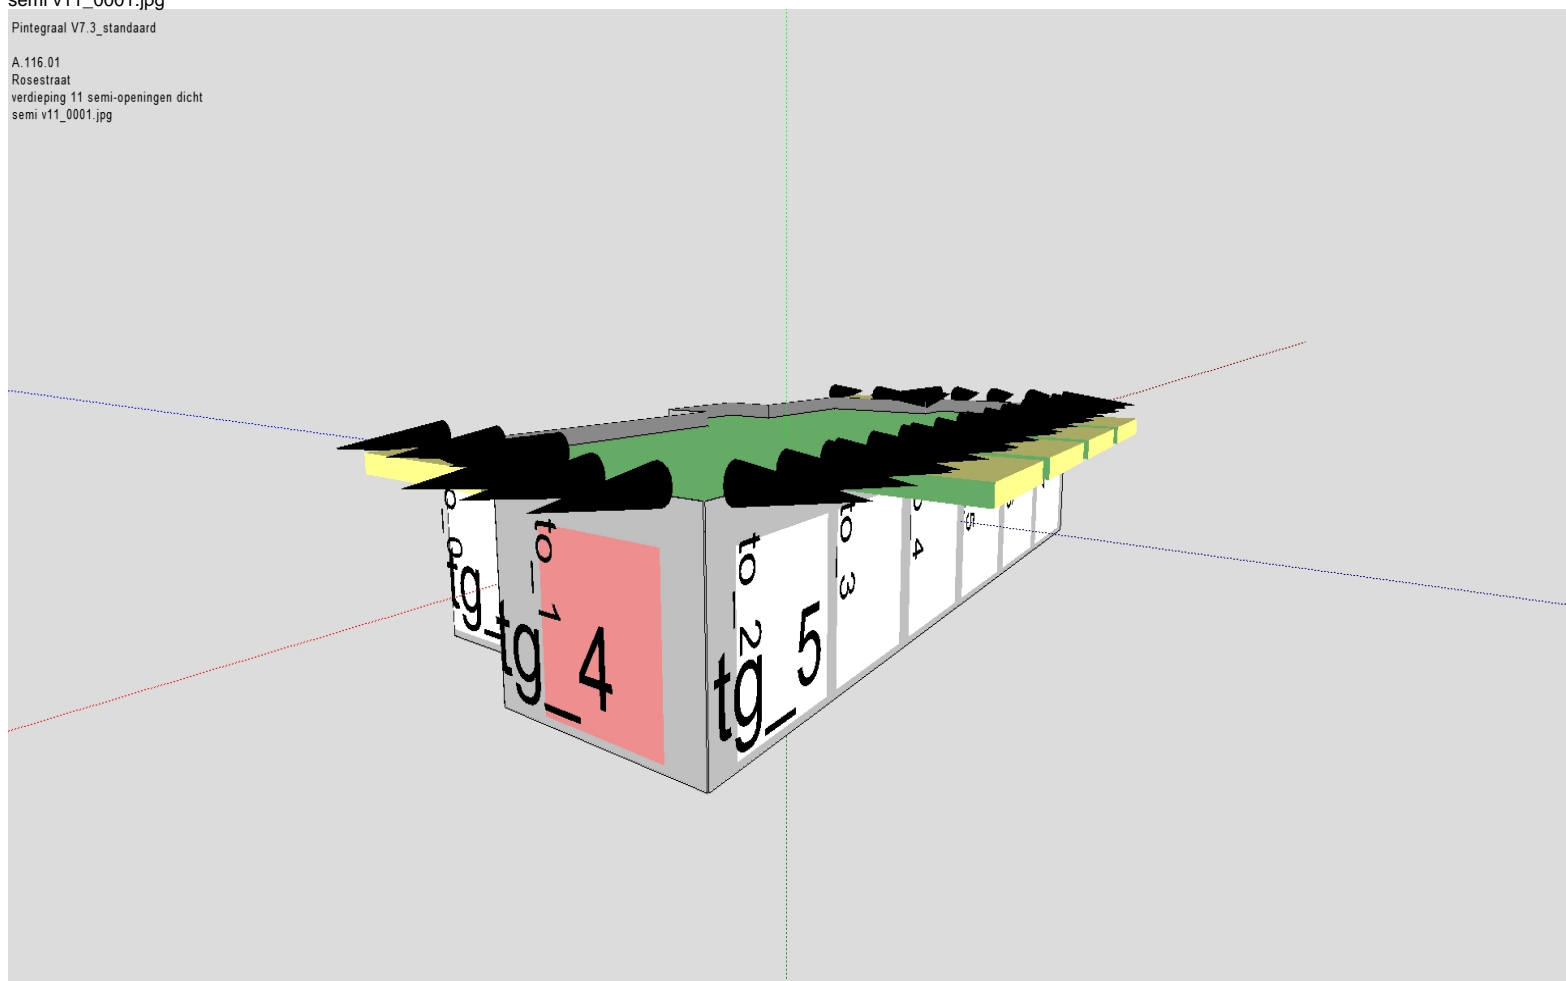 semi v11_0001.jpg
Pintegraal V7.3_standaard
A.116.01
Rosestraat
verdieping 11 semi-openingen dicht
semi v11_0001.jpg
to_1
tg_4
to_2
tg_5
to_3
tg_